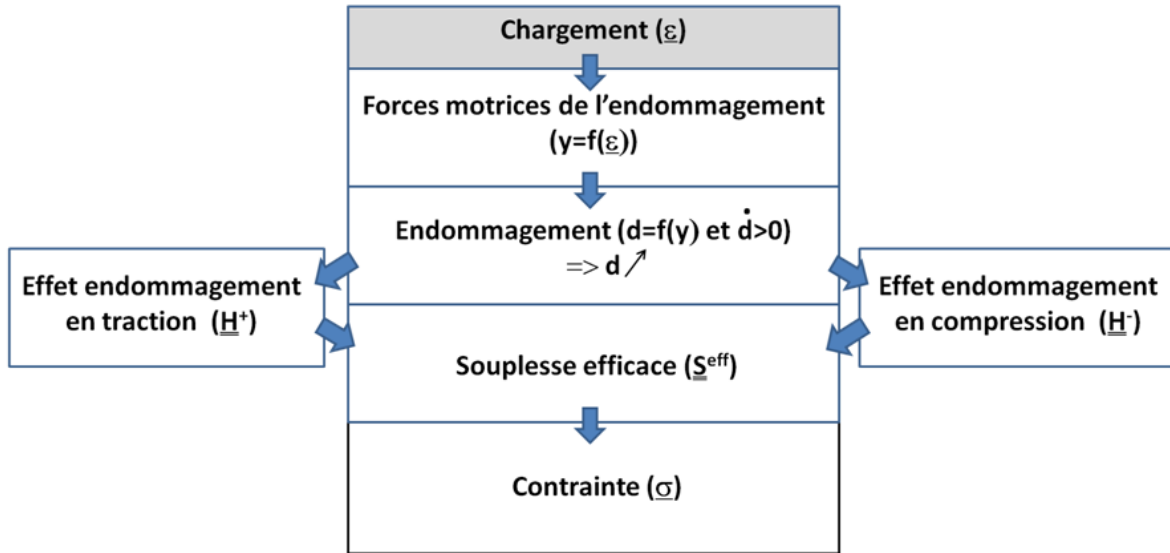 Chargement (ε)
Forces motrices de l'endommagement
(y=f(ε))
Endommagement (d=f(y) et ḋ>0)
=> d ↗
Effet endommagement
en traction (H⁺)
Effet endommagement
en compression (H⁻)
Souplesse efficace (S^eff)
Contrainte (σ)